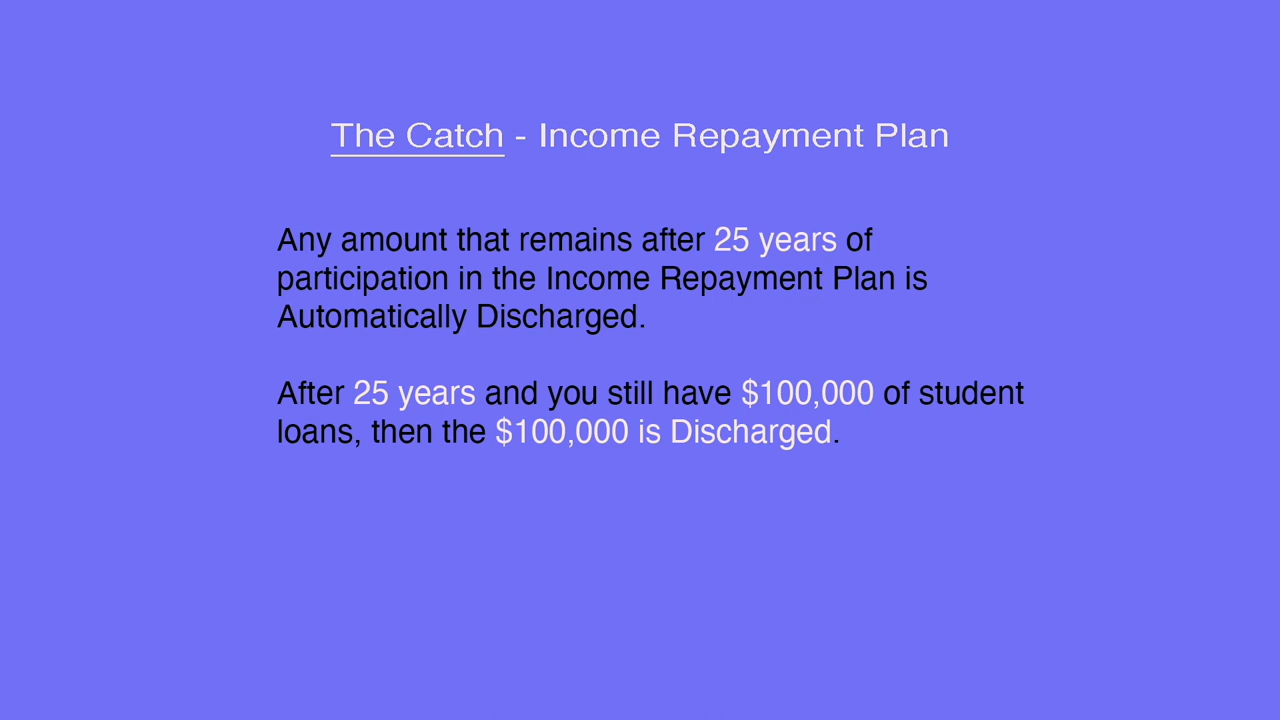 The Catch - Income Repayment Plan
Any amount that remains after 25 years of
participation in the Income Repayment Plan is
Automatically Discharged.
After 25 years and you still have $100,000 of student
loans, then the $100,000 is Discharged.